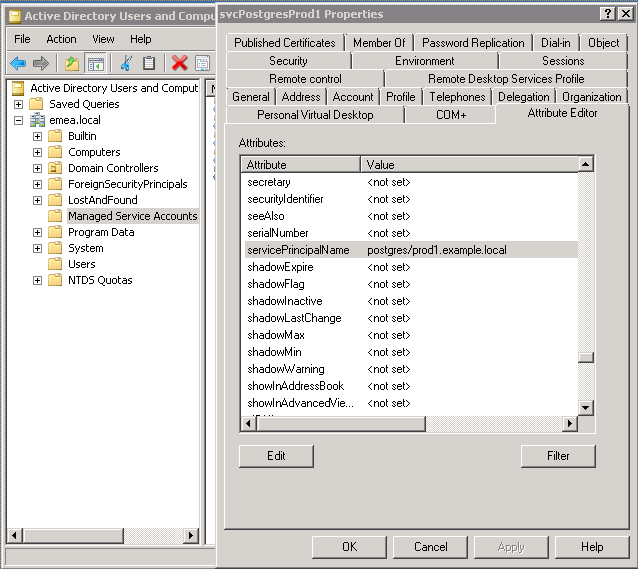 Active Directory Users and Compu
File Action View Help
Active Directory Users and Comput
Saved Queries
emea.local
Builtin
Computers
Domain Controllers
ForeignSecurityPrincipals
LostAndFound
Managed Service Accounts
Program Data
System
Users
NTDS Quotas
svcPostgresProd1 Properties
Published Certificates Member Of Password Replication Dial-in Object
Security Environment Sessions
Remote control Remote Desktop Services Profile
General Address Account Profile Telephones Delegation Organization
Personal Virtual Desktop COM+ Attribute Editor
Attributes:
Attribute Value
secretary <not set>
securityIdentifier <not set>
seeAlso <not set>
serialNumber <not set>
servicePrincipalName postgres/prod1.example.local
shadowExpire <not set>
shadowFlag <not set>
shadowInactive <not set>
shadowLastChange <not set>
shadowMax <not set>
shadowMin <not set>
shadowWarning <not set>
showInAddressBook <not set>
showInAdvancedVie... <not set>
Edit Filter
OK Cancel Apply Help